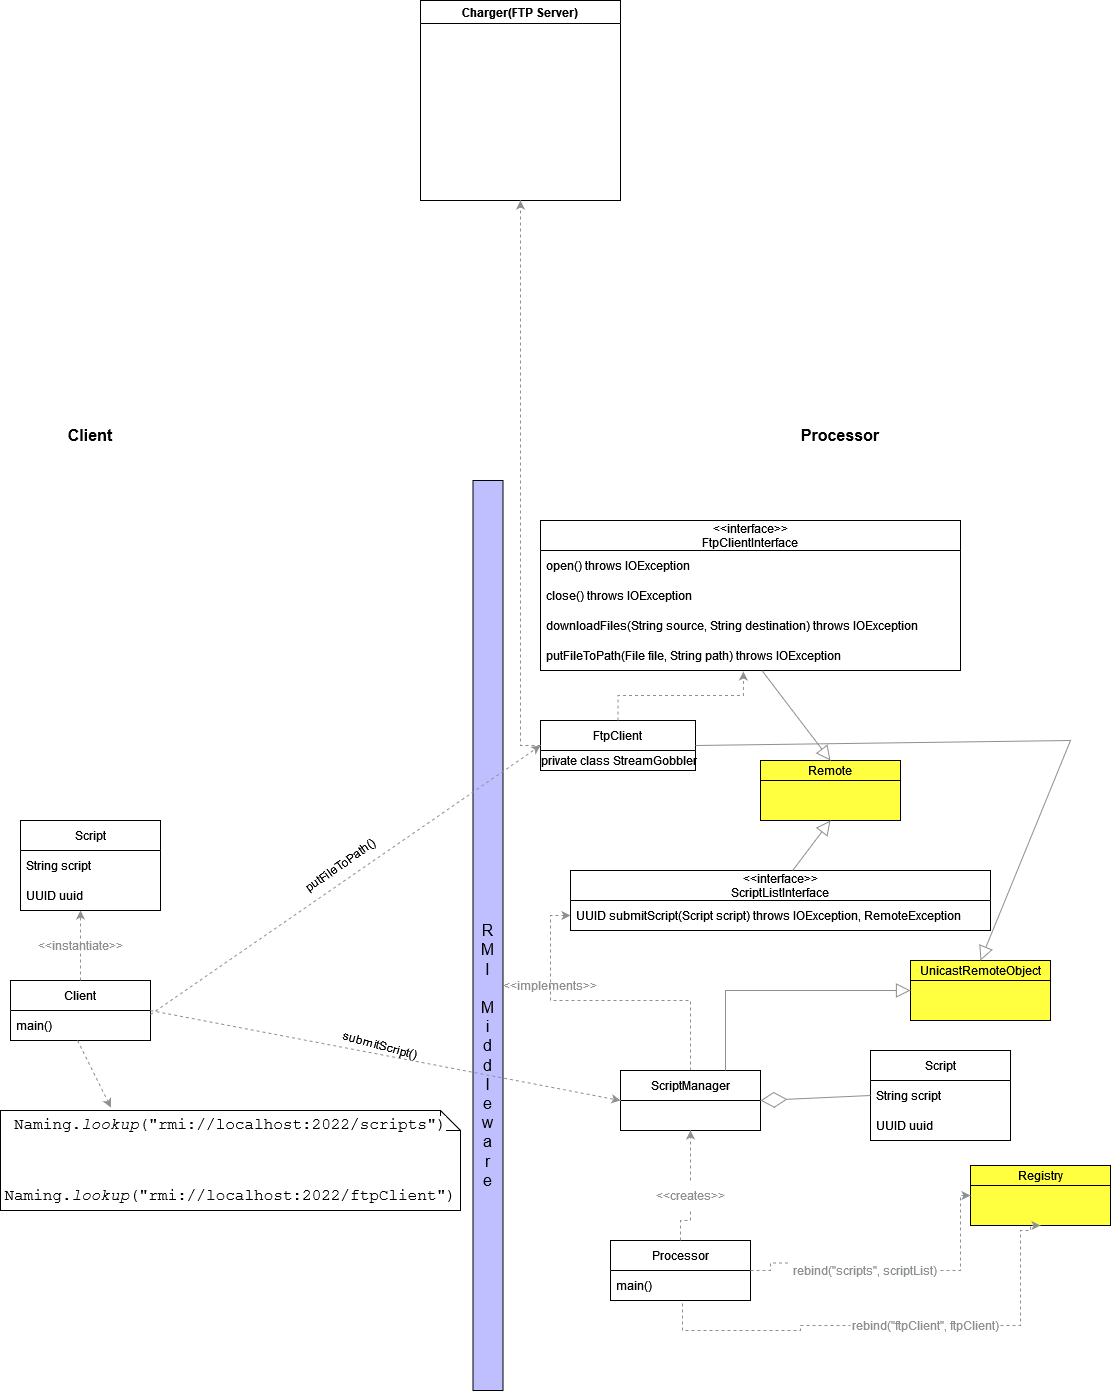 Charger(FTP Server)
Client
Processor
<<interface>>
FtpClientInterface
open() throws IOException
close() throws IOException
downloadFiles(String source, String destination) throws IOException
putFileToPath(File file, String path) throws IOException
FtpClient
private class StreamGobbler
Remote
putFileToPath()
Script
String script
UUID uuid
<<instantiate>>
Client
main()
submitScript()
Naming.lookup("rmi://localhost:2022/scripts")
Naming.lookup("rmi://localhost:2022/ftpClient")
RMI Middleware
<<interface>>
ScriptListInterface
UUID submitScript(Script script) throws IOException, RemoteException
<<implements>>
UnicastRemoteObject
ScriptManager
Script
String script
UUID uuid
<<creates>>
Registry
Processor
main()
rebind("scripts", scriptList)
rebind("ftpClient", ftpClient)